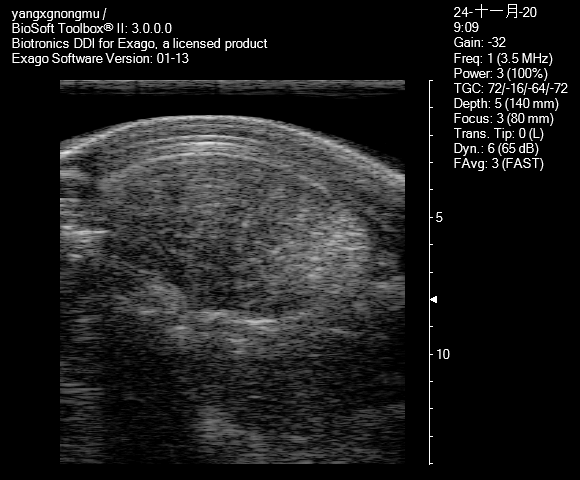 yangxgnongmu /
BioSoft Toolbox® II: 3.0.0.0
Biotronics DDI for Exago, a licensed product
Exago Software Version: 01-13
24-十一月-20
9:09
Gain: -32
Freq: 1 (3.5 MHz)
Power: 3 (100%)
TGC: 72/-16/-64/-72
Depth: 5 (140 mm)
Focus: 3 (80 mm)
Trans. Tip: 0 (L)
Dyn.: 6 (65 dB)
FAvg: 3 (FAST)
5
10